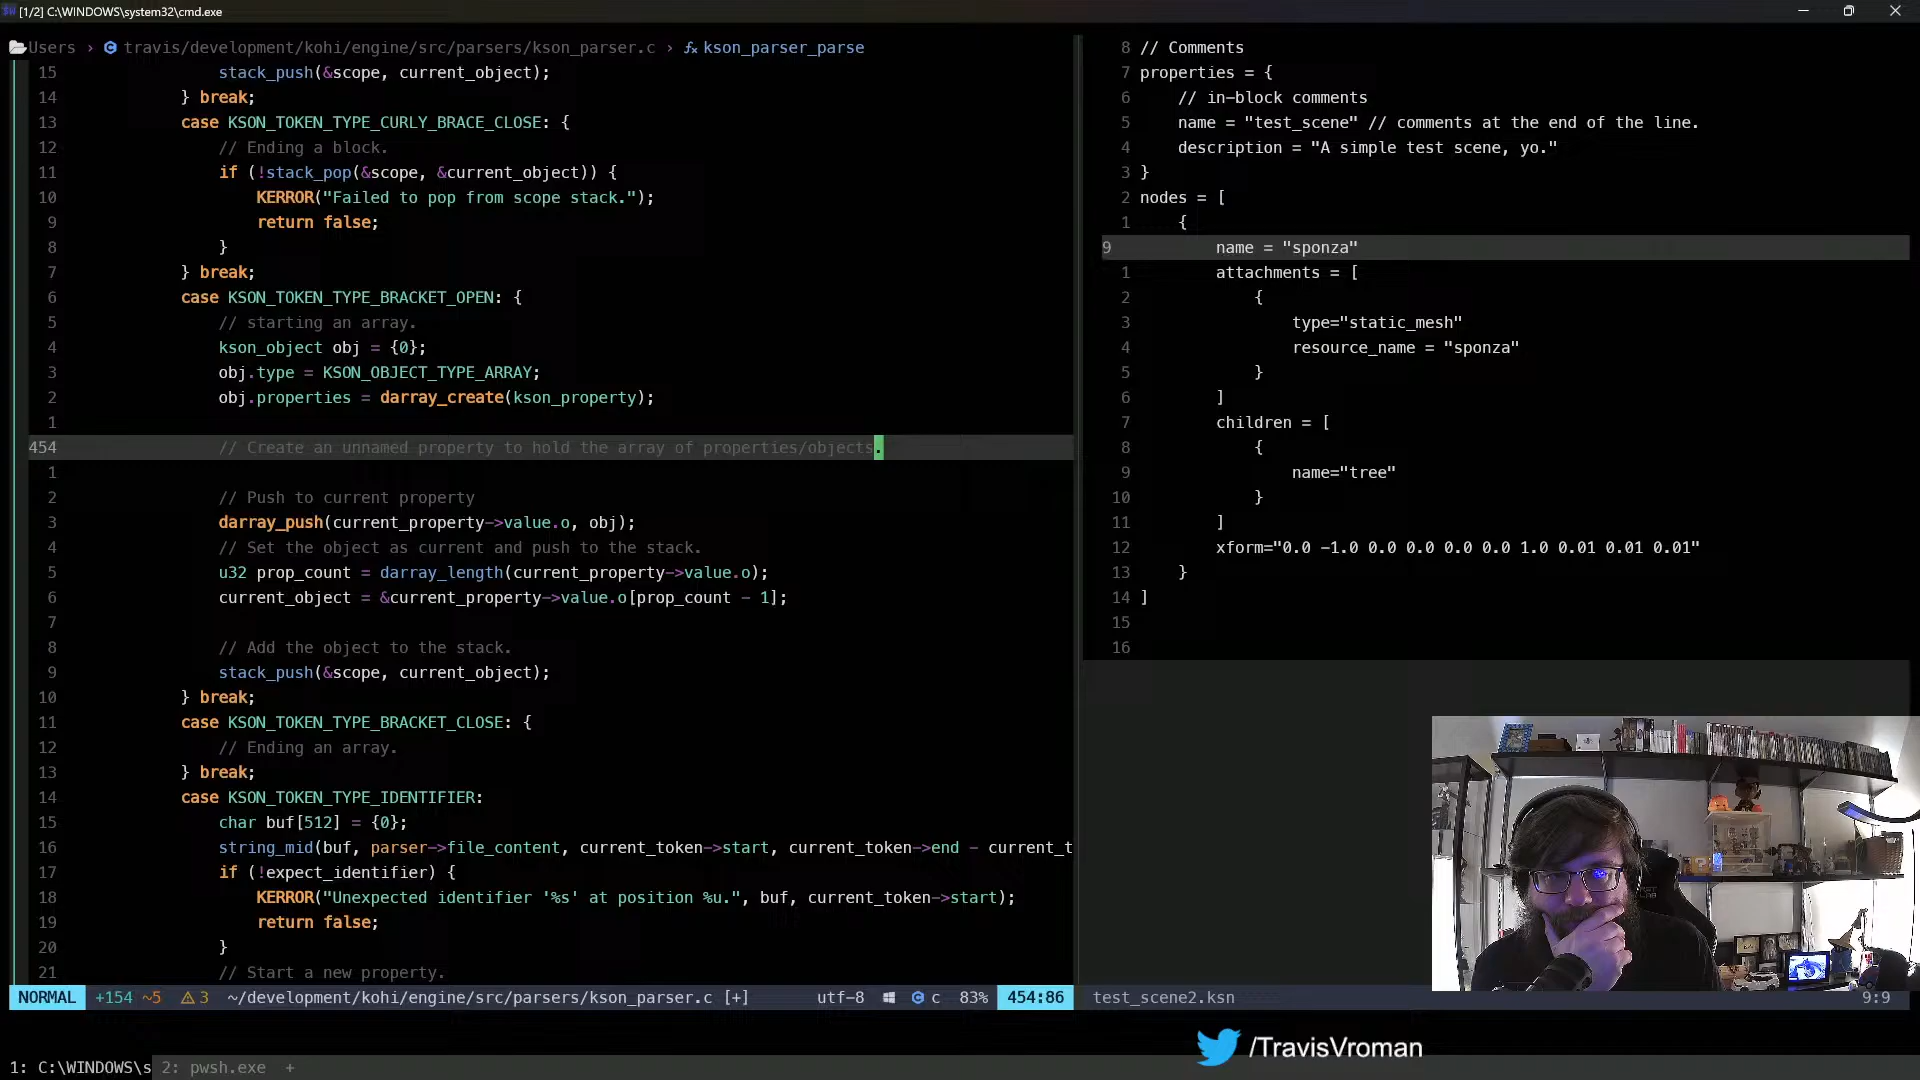 [1/2] C:\WINDOWS\system32\cmd.exe
Users › travis/development/kohi/engine/src/parsers/kson_parser.c › fx kson_parser_parse
15 stack_push(&scope, current_object);
14 } break;
13 case KSON_TOKEN_TYPE_CURLY_BRACE_CLOSE: {
12 // Ending a block.
11 if (!stack_pop(&scope, &current_object)) {
10 KERROR("Failed to pop from scope stack.");
9 return false;
8 }
7 } break;
6 case KSON_TOKEN_TYPE_BRACKET_OPEN: {
5 // starting an array.
4 kson_object obj = {0};
3 obj.type = KSON_OBJECT_TYPE_ARRAY;
2 obj.properties = darray_create(kson_property);
1
454 // Create an unnamed property to hold the array of properties/objects.
1
2 // Push to current property
3 darray_push(current_property->value.o, obj);
4 // Set the object as current and push to the stack.
5 u32 prop_count = darray_length(current_property->value.o);
6 current_object = &current_property->value.o[prop_count - 1];
7
8 // Add the object to the stack.
9 stack_push(&scope, current_object);
10 } break;
11 case KSON_TOKEN_TYPE_BRACKET_CLOSE: {
12 // Ending an array.
13 } break;
14 case KSON_TOKEN_TYPE_IDENTIFIER:
15 char buf[512] = {0};
16 string_mid(buf, parser->file_content, current_token->start, current_token->end - current_t
17 if (!expect_identifier) {
18 KERROR("Unexpected identifier '%s' at position %u.", buf, current_token->start);
19 return false;
20 }
21 // Start a new property.
NORMAL +154 ~5 ⚠ 3 ~/development/kohi/engine/src/parsers/kson_parser.c [+] utf-8 c 83% 454:86
8 // Comments
7 properties = {
6 // in-block comments
5 name = "test_scene" // comments at the end of the line.
4 description = "A simple test scene, yo."
3 }
2 nodes = [
1 {
9 name = "sponza"
1 attachments = [
2 {
3 type="static_mesh"
4 resource_name = "sponza"
5 }
6 ]
7 children = [
8 {
9 name="tree"
10 }
11 ]
12 xform="0.0 -1.0 0.0 0.0 0.0 0.0 1.0 0.01 0.01 0.01"
13 }
14 ]
15
16
test_scene2.ksn 9:9
/TravisVroman
1: C:\WINDOWS\s 2: pwsh.exe +